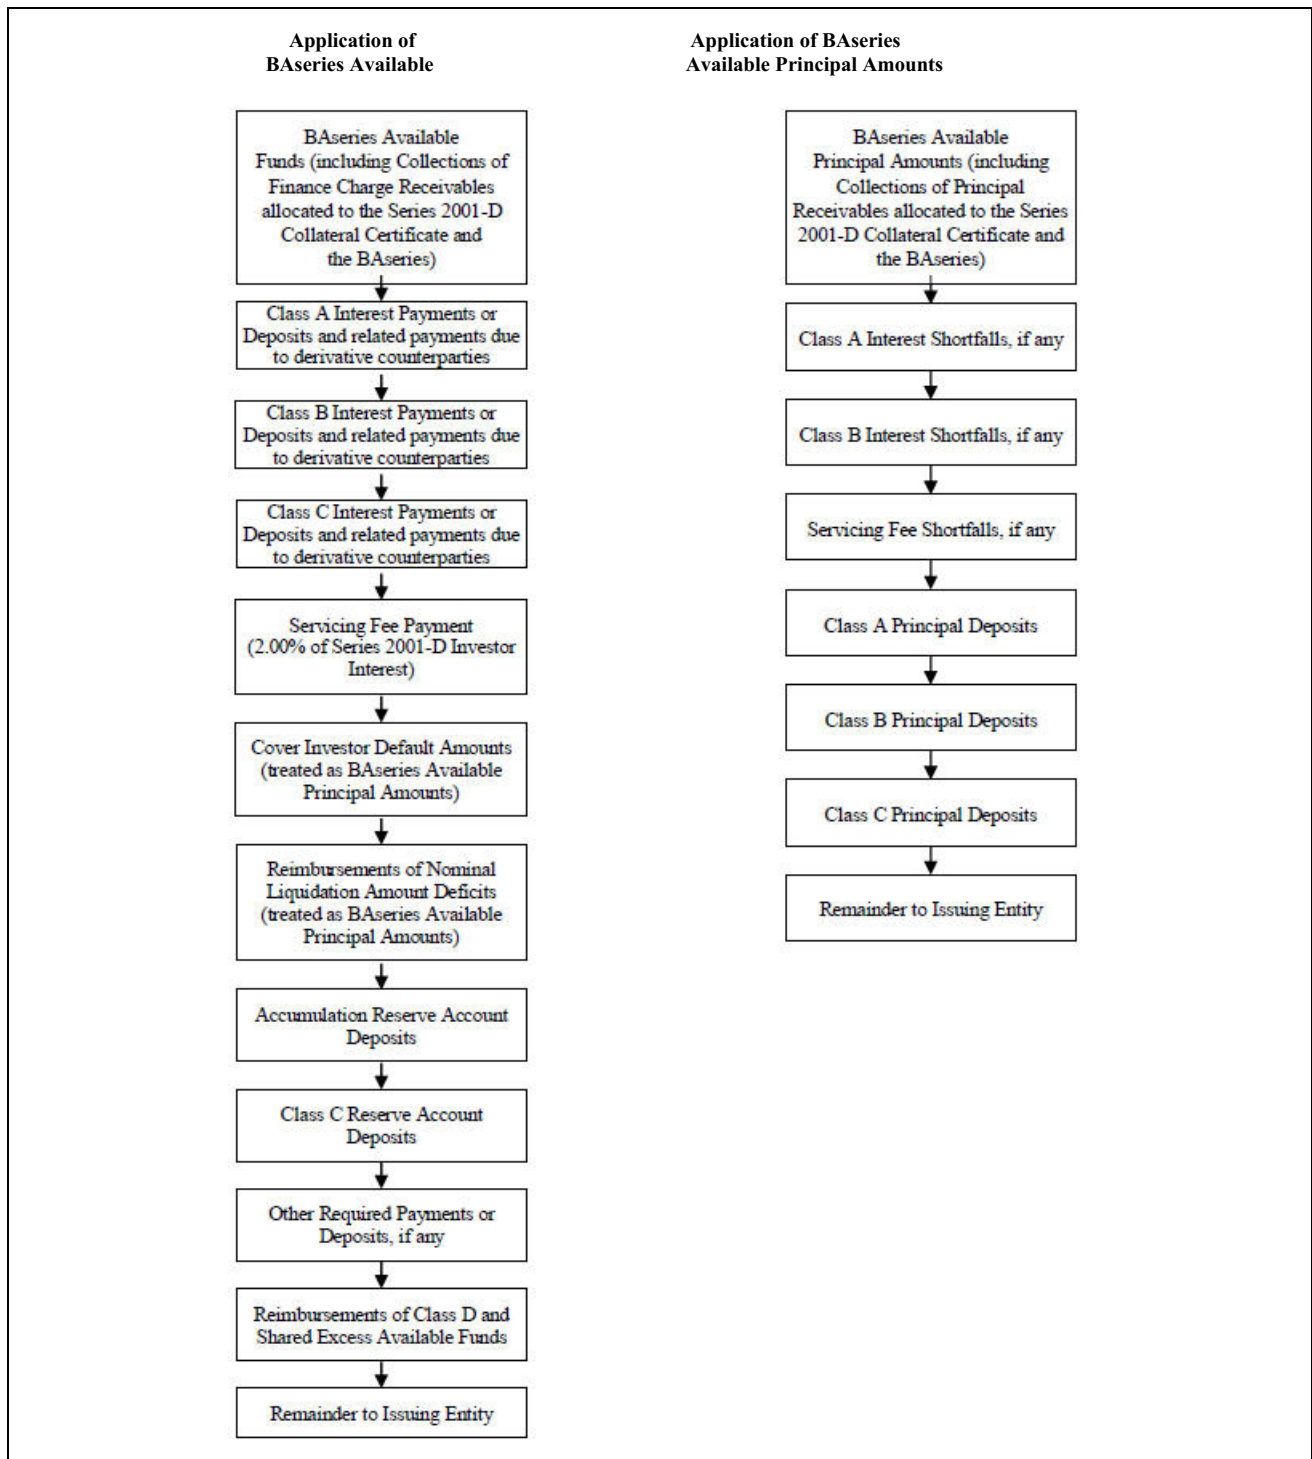 Application of
BAseries Available
BAseries Available
Funds (including Collections of
Finance Charge Receivables
allocated to the Series 2001-D
Collateral Certificate and
the BAseries)
Class A Interest Payments or
Deposits and related payments due
to derivative counterparties
Class B Interest Payments or
Deposits and related payments due
to derivative counterparties
Class C Interest Payments or
Deposits and related payments due
to derivative counterparties
Servicing Fee Payment
(2.00% of Series 2001-D Investor
Interest)
Cover Investor Default Amounts
(treated as BAseries Available
Principal Amounts)
Reimbursements of Nominal
Liquidation Amount Deficits
(treated as BAseries Available
Principal Amounts)
Accumulation Reserve Account
Deposits
Class C Reserve Account
Deposits
Other Required Payments or
Deposits, if any
Reimbursements of Class D and
Shared Excess Available Funds
Remainder to Issuing Entity
Application of BAseries
Available Principal Amounts
BAseries Available
Principal Amounts (including
Collections of Principal
Receivables allocated to the Series
2001-D Collateral Certificate and
the BAseries)
Class A Interest Shortfalls, if any
Class B Interest Shortfalls, if any
Servicing Fee Shortfalls, if any
Class A Principal Deposits
Class B Principal Deposits
Class C Principal Deposits
Remainder to Issuing Entity